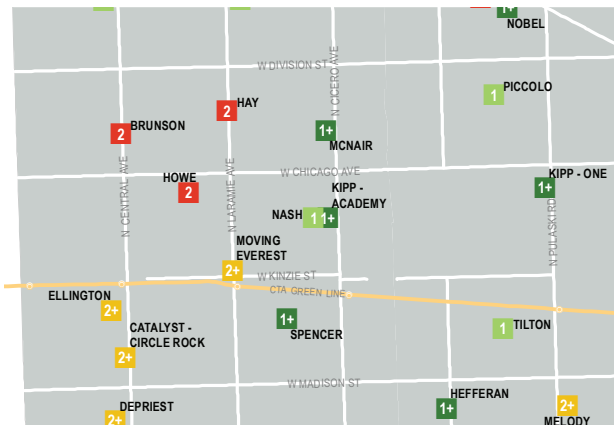 1+
NOBEL
W DIVISION ST
N CICERO AVE
PICCOLO
1
HAY
2
BRUNSON
2
1+
MCNAIR
W CHICAGO AVE
HOWE
2
KIPP - ONE
1+
KIPP -
ACADEMY
NASH
1
1+
N CENTRAL AVE
N LARAMIE AVE
N PULASKI RD
MOVING
EVEREST
2+
W KINZIE ST
CTA GREEN LINE
ELLINGTON
2+
CATALYST -
CIRCLE ROCK
2+
1+
SPENCER
1
TILTON
W MADISON ST
HEFFERAN
1+
DEPRIEST
2+
2+
MELODY